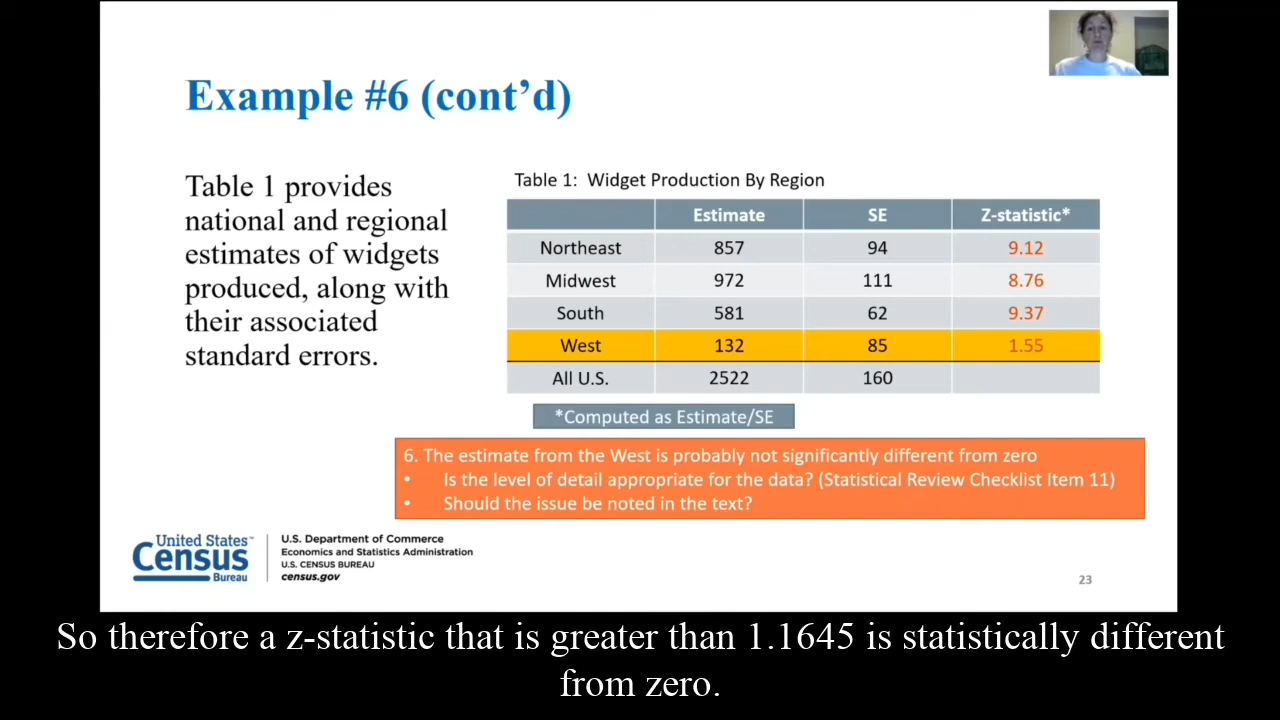 Example #6 (cont’d)
Table 1 provides
national and regional
estimates of widgets
produced, along with
their associated
standard errors.
Table 1: Widget Production By Region
Estimate SE Z-statistic*
Northeast 857 94 9.12
Midwest 972 111 8.76
South 581 62 9.37
West 132 85 1.55
All U.S. 2522 160
*Computed as Estimate/SE
6. The estimate from the West is probably not significantly different from zero
• Is the level of detail appropriate for the data? (Statistical Review Checklist Item 11)
• Should the issue be noted in the text?
United States™
Census
Bureau
U.S. Department of Commerce
Economics and Statistics Administration
U.S. CENSUS BUREAU
census.gov
23
So therefore a z-statistic that is greater than 1.1645 is statistically different
from zero.